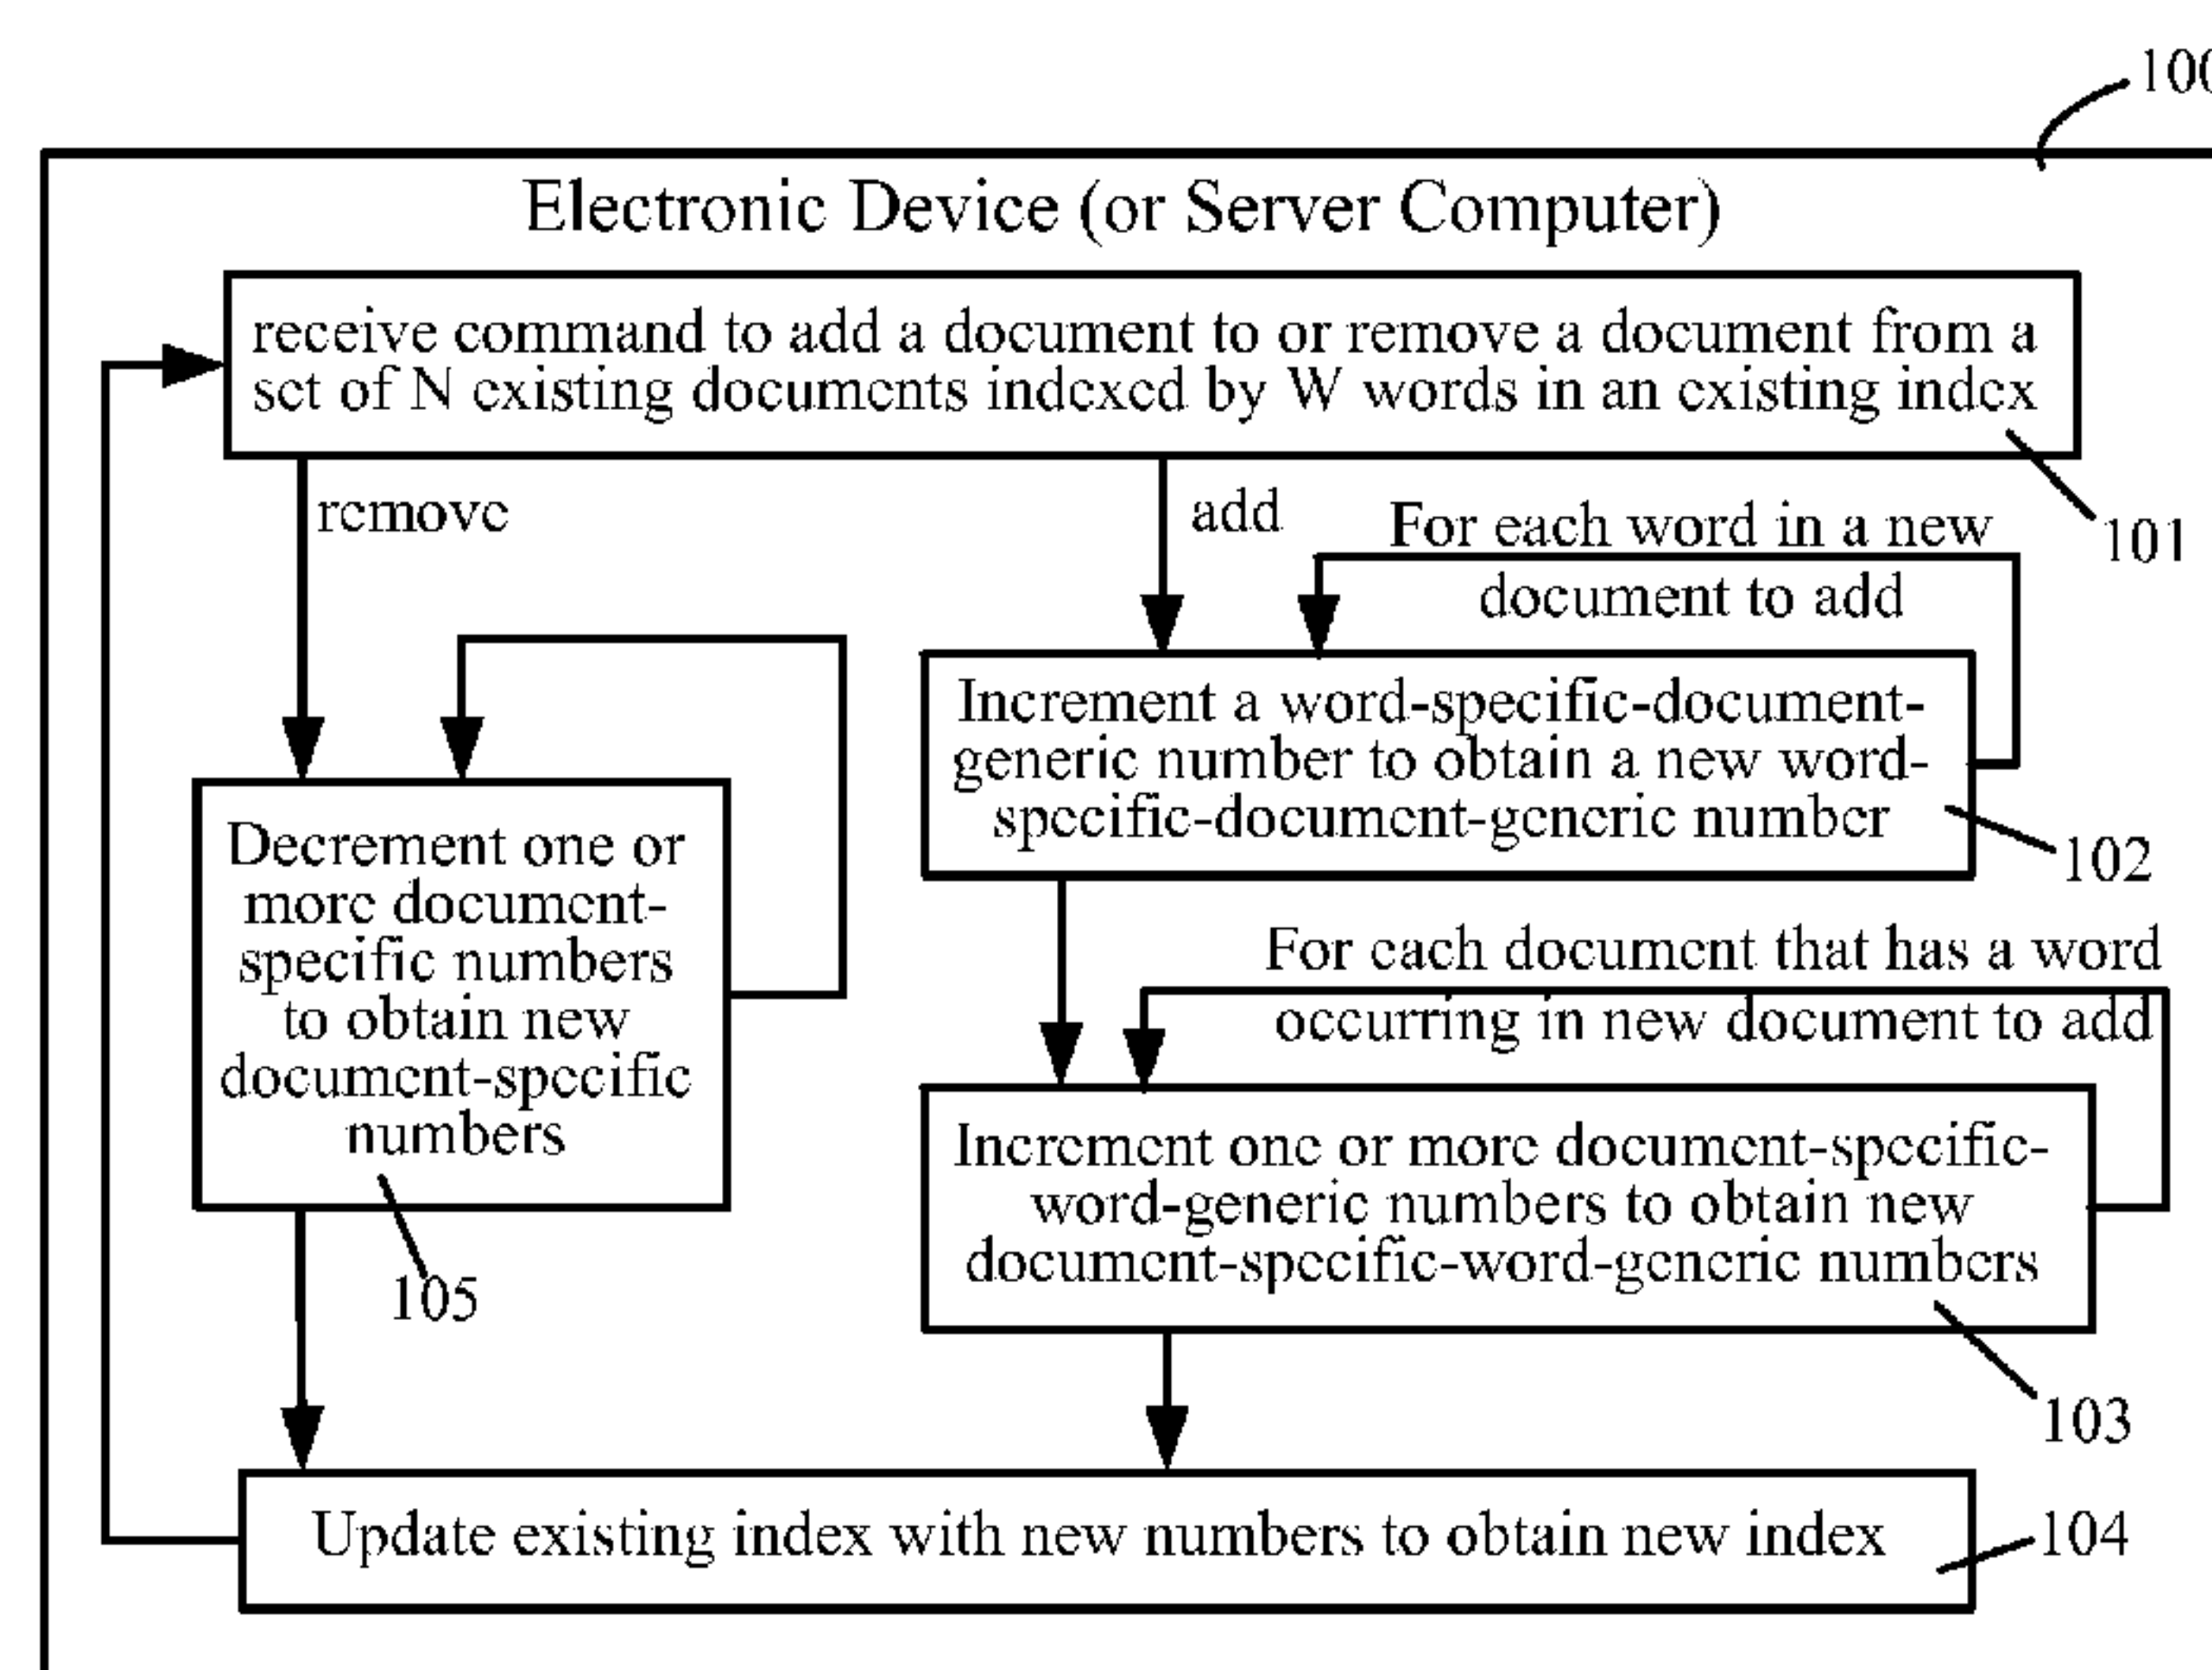 100
Electronic Device (or Server Computer)
receive command to add a document to or remove a document from a
set of N existing documents indexed by W words in an existing index
101
remove
add
For each word in a new
document to add
Increment a word-specific-document-
generic number to obtain a new word-
specific-document-generic number
102
Decrement one or
more document-
specific numbers
to obtain new
document-specific
numbers
105
For each document that has a word
occurring in new document to add
Increment one or more document-specific-
word-generic numbers to obtain new
document-specific-word-generic numbers
103
Update existing index with new numbers to obtain new index
104